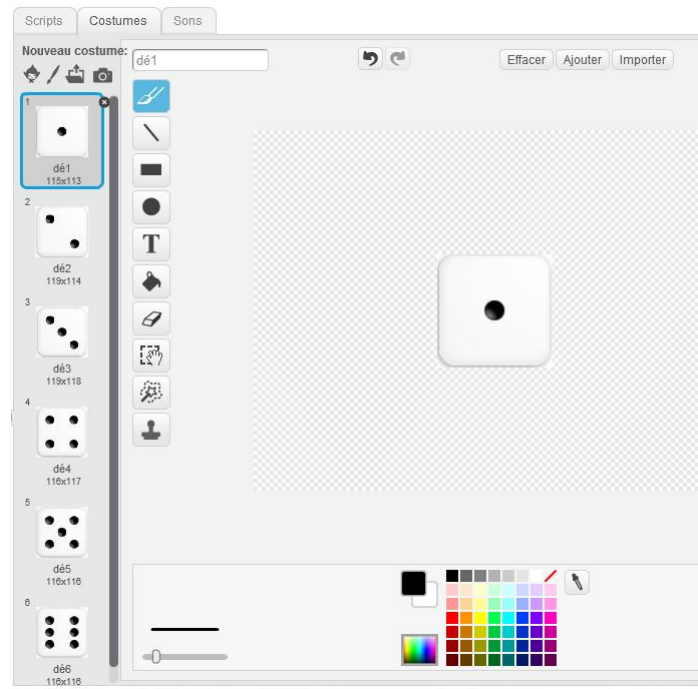 Scripts Costumes Sons
Nouveau costume:
dé1
Effacer Ajouter Importer
1
dé1
115x113
2
dé2
119x114
3
dé3
119x118
4
dé4
116x117
5
dé5
116x116
6
dé6
116x116
T